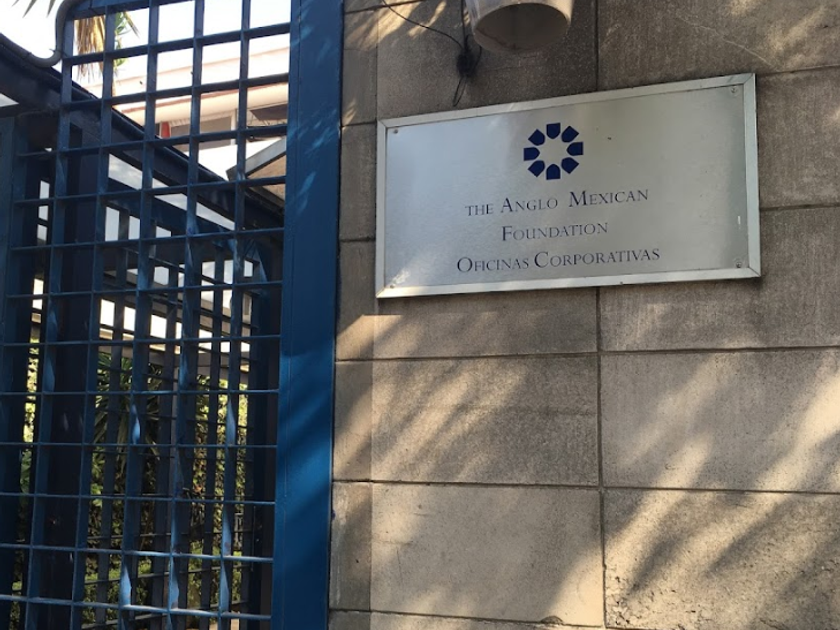 THE ANGLO MEXICAN
FOUNDATION
OFICINAS CORPORATIVAS